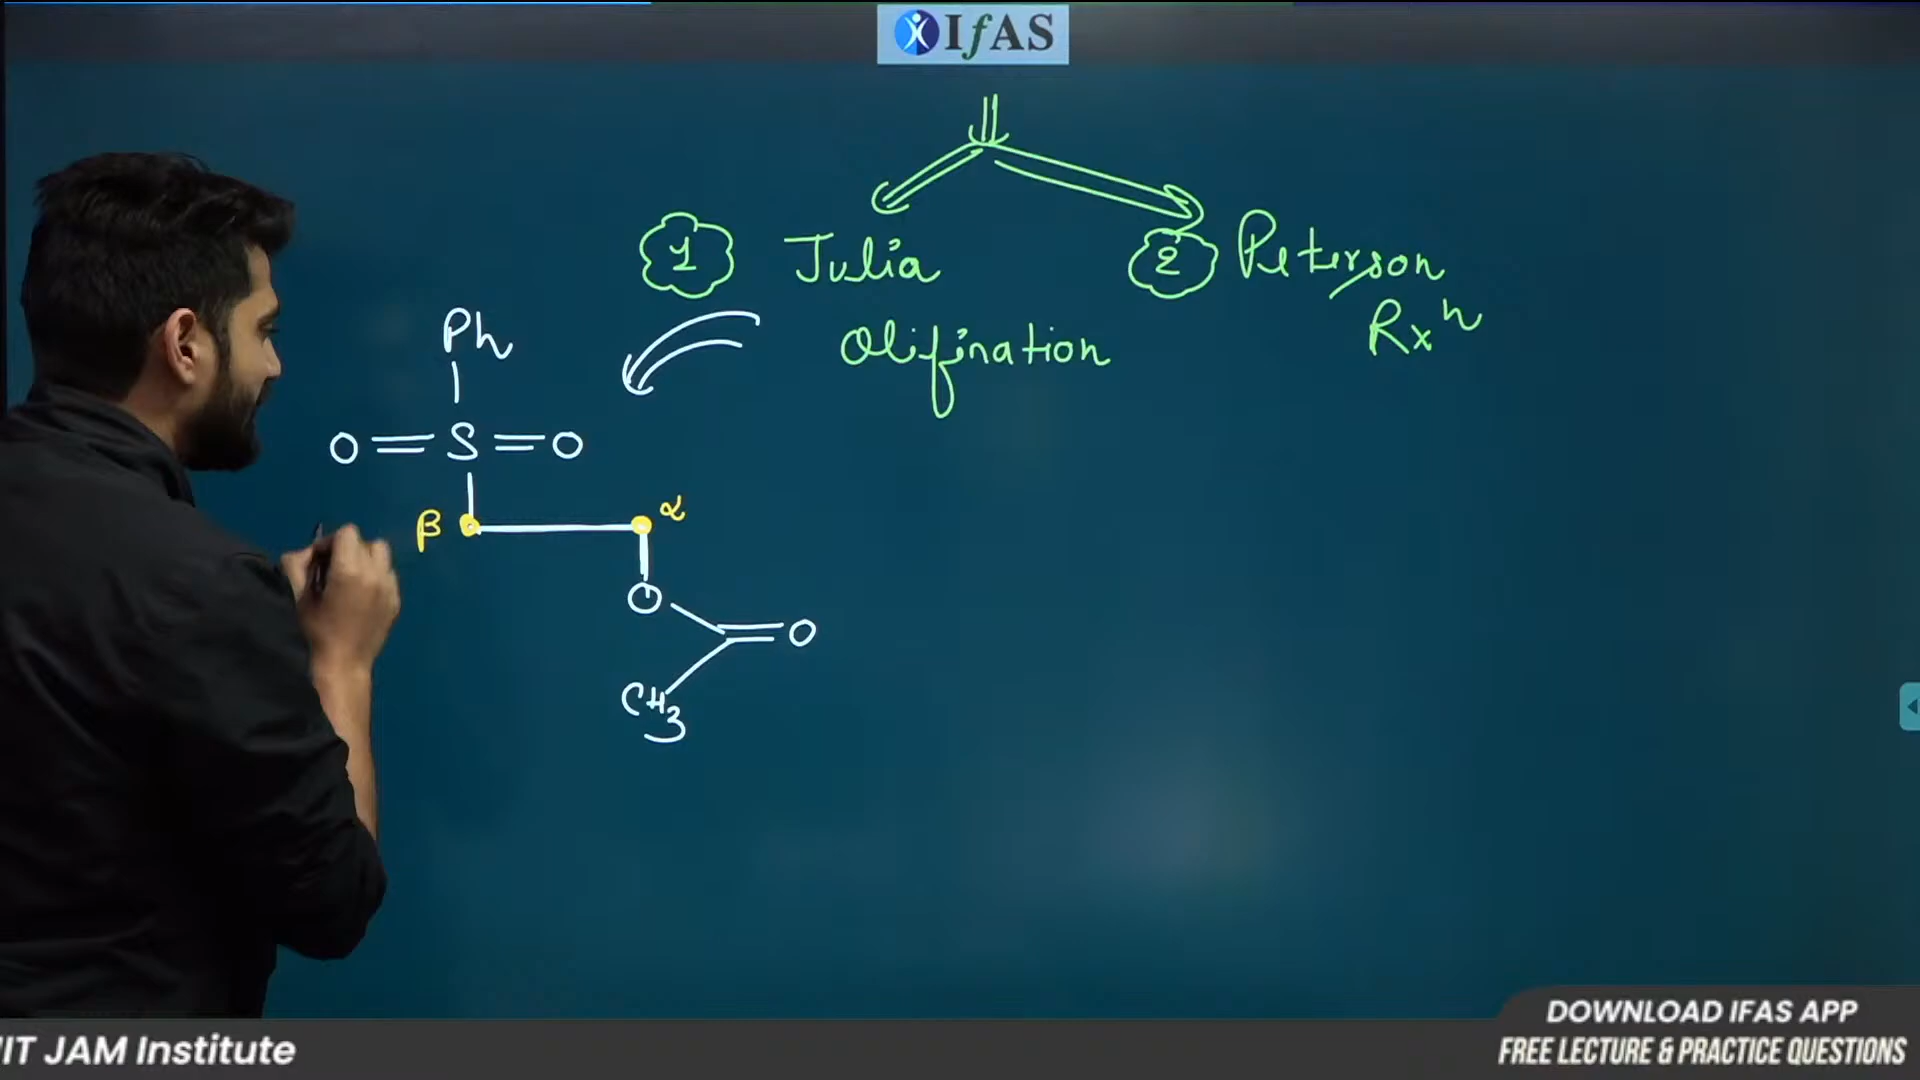 IfAS
1 Julia
Olifination
2 Peterson
Rxⁿ
Ph
O=S=O
β
α
O
O
CH3
IIT JAM Institute
DOWNLOAD IFAS APP
FREE LECTURE & PRACTICE QUESTIONS